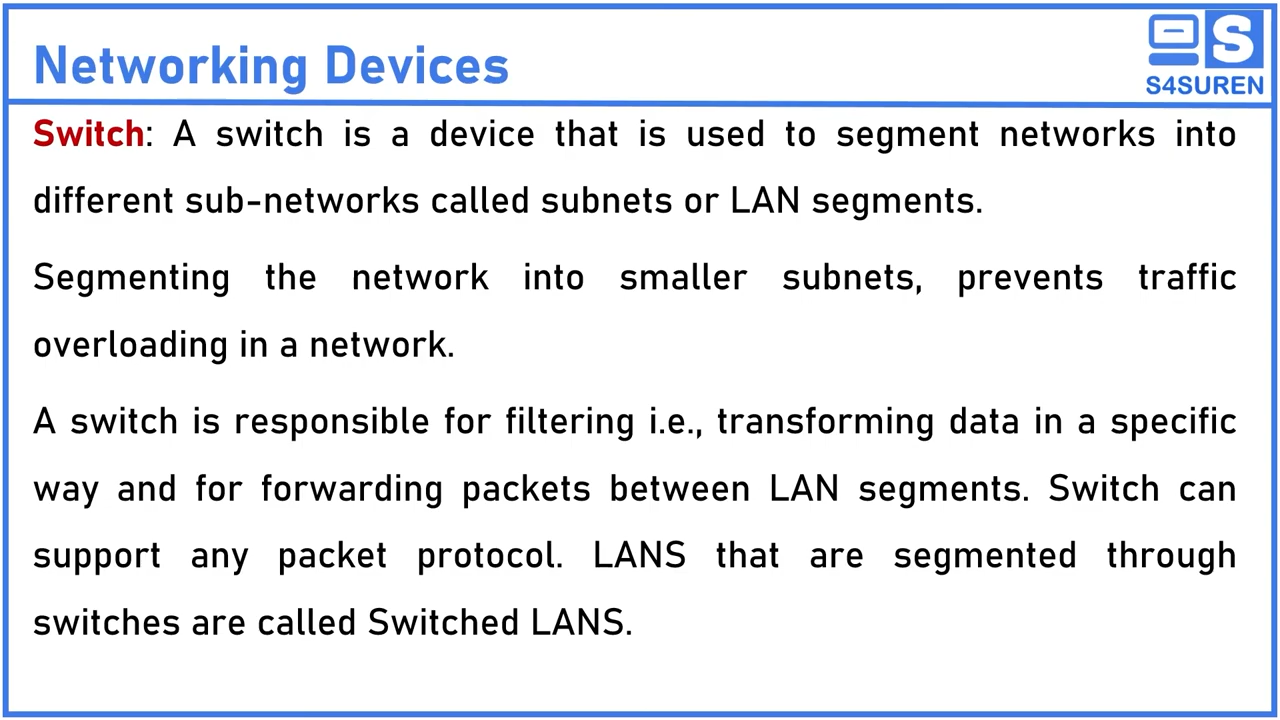 Networking Devices
S
S4SUREN
Switch: A switch is a device that is used to segment networks into
different sub-networks called subnets or LAN segments.
Segmenting the network into smaller subnets, prevents traffic
overloading in a network.
A switch is responsible for filtering i.e., transforming data in a specific
way and for forwarding packets between LAN segments. Switch can
support any packet protocol. LANS that are segmented through
switches are called Switched LANS.